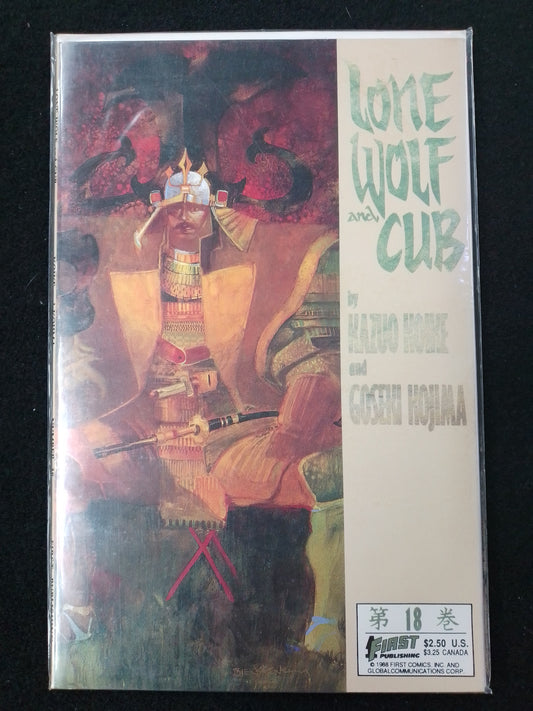 LONE
WOLF
and
CUB
by
KAZUO KOIKE
and
GOSEKI KOJIMA
第 18 巻
FIRST
PUBLISHING
$2.50 U.S.
$3.25 CANADA
© 1988 FIRST COMICS, INC. AND
GLOBAL COMMUNICATIONS CORP.